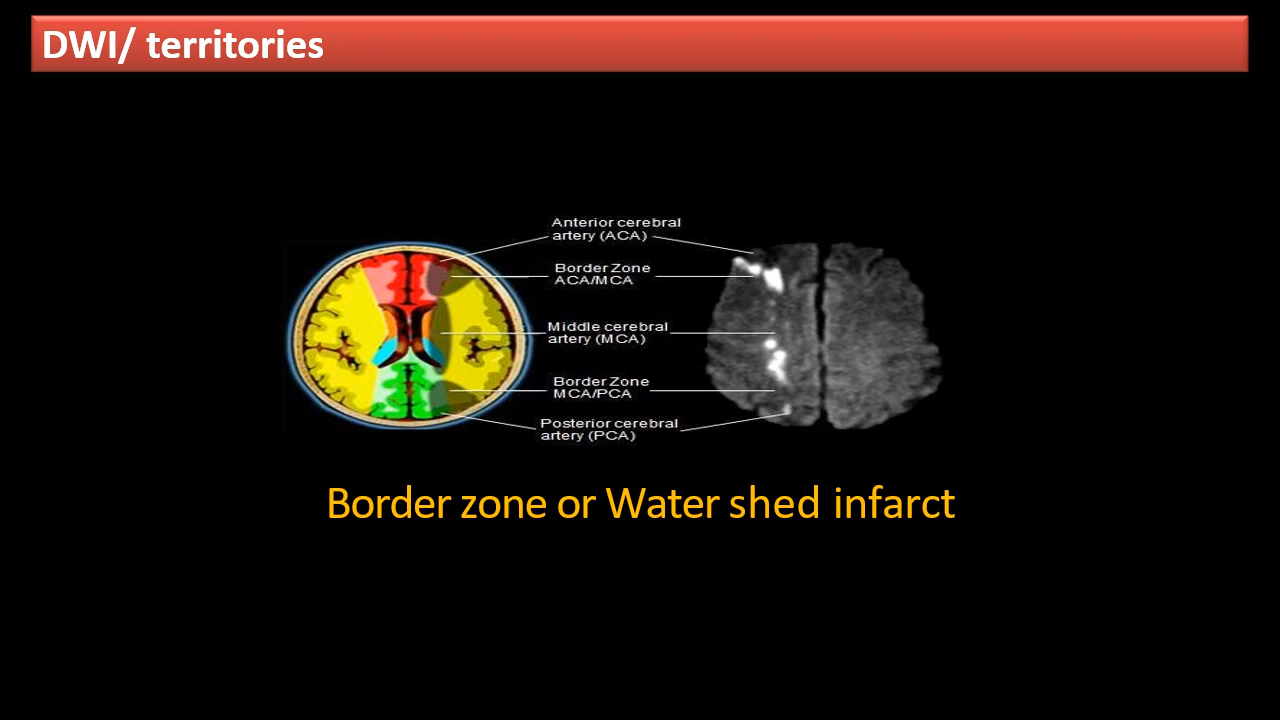 DWI/ territories
Anterior cerebral
artery (ACA)
Border Zone
ACA/MCA
Middle cerebral
artery (MCA)
Border Zone
MCA/PCA
Posterior cerebral
artery (PCA)
Border zone or Water shed infarct